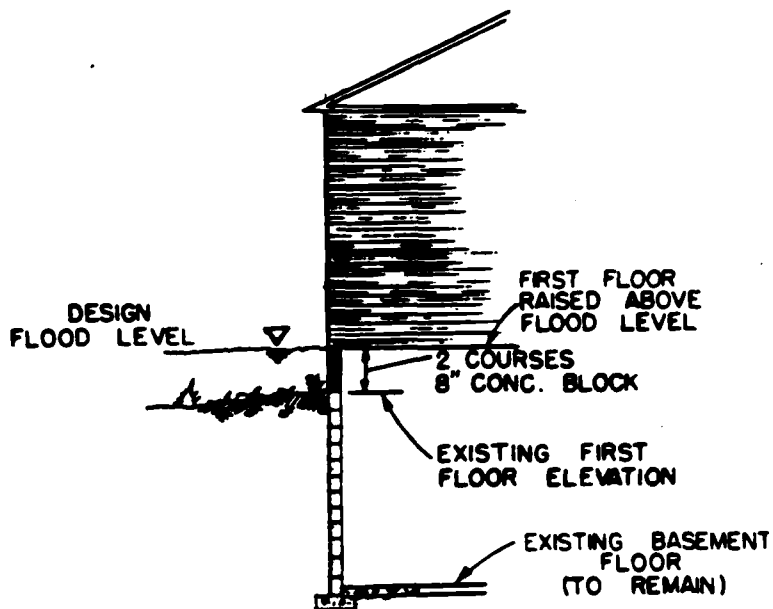 FIRST FLOOR
RAISED ABOVE
FLOOD LEVEL
DESIGN
FLOOD LEVEL
2 COURSES
8" CONC. BLOCK
EXISTING FIRST
FLOOR ELEVATION
EXISTING BASEMENT
FLOOR
(TO REMAIN)